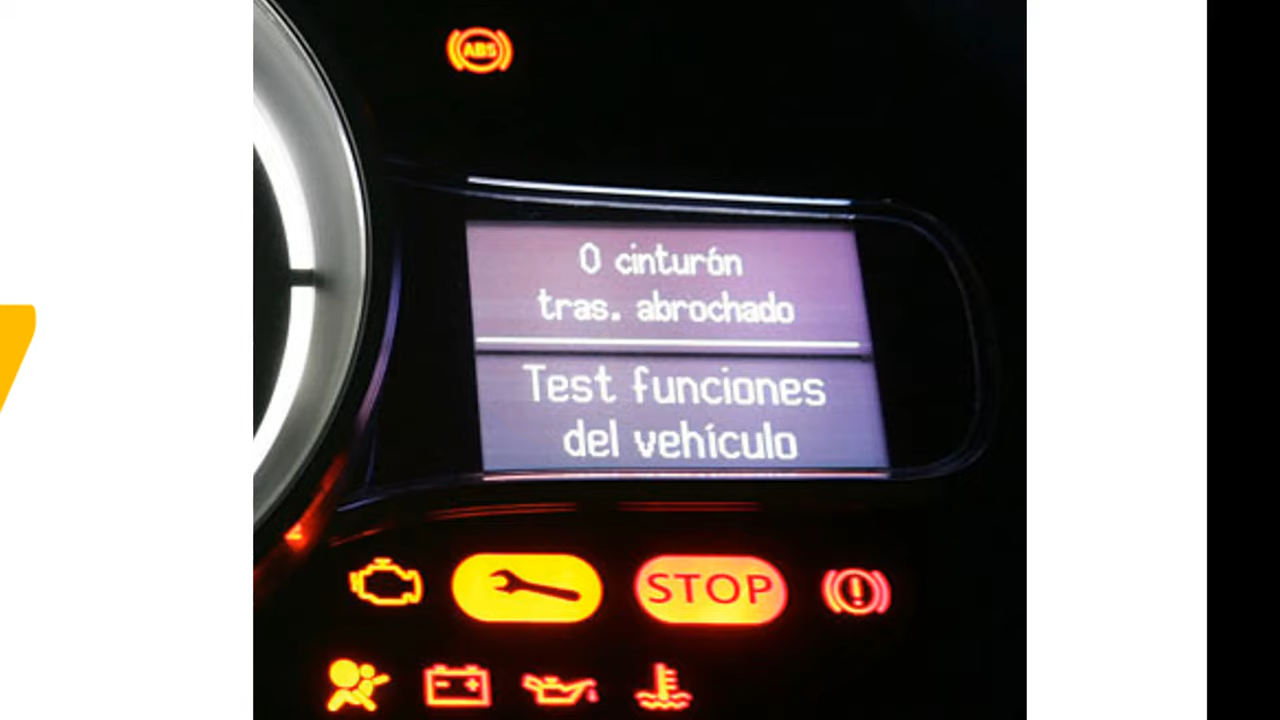 ABS
0 cinturón
tras. abrochado
Test funciones
del vehículo
STOP